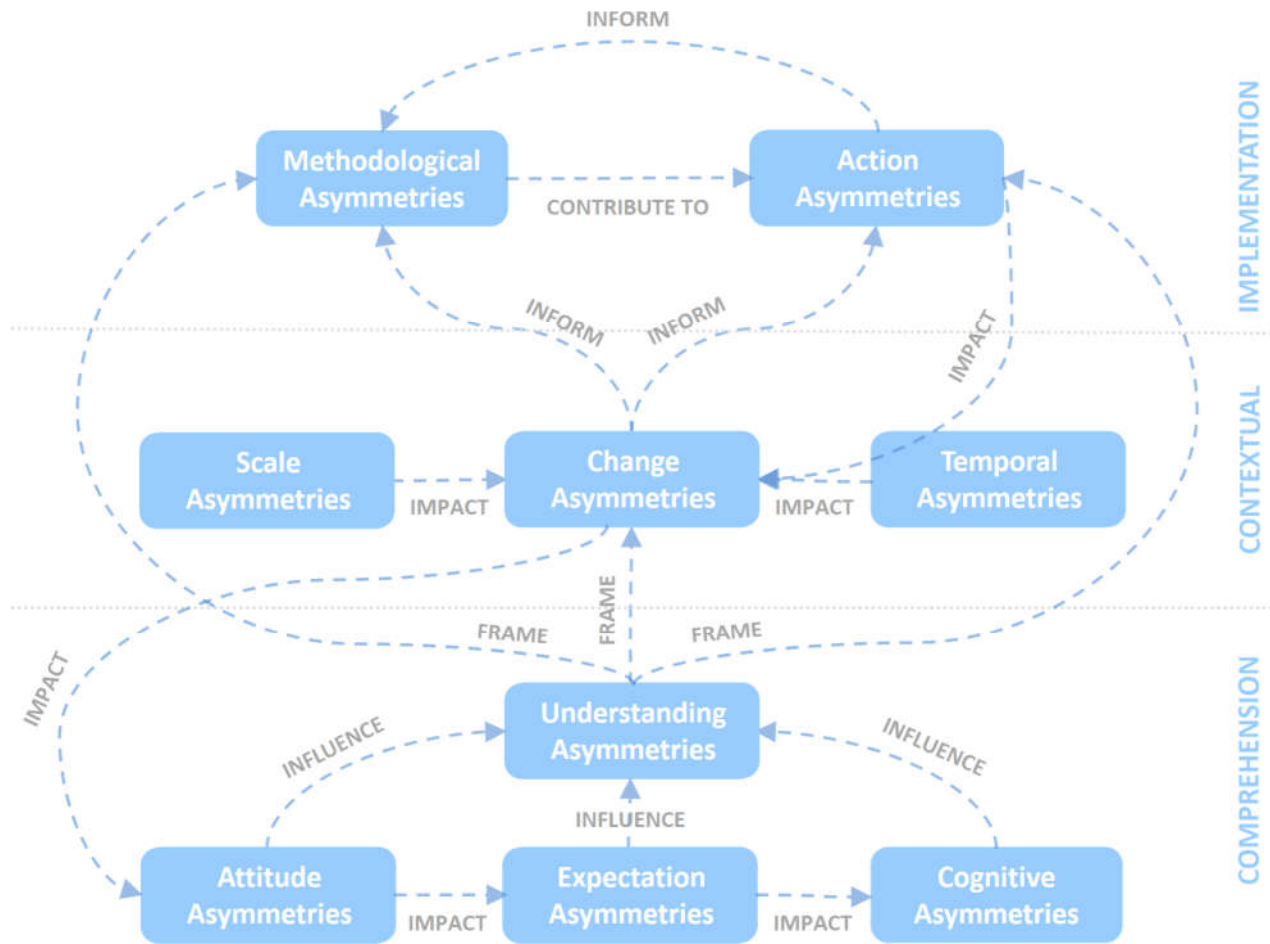 INFORM
Methodological
Asymmetries
Action
Asymmetries
CONTRIBUTE TO
IMPLEMENTATION
INFORM
INFORM
IMPACT
Scale
Asymmetries
Change
Asymmetries
Temporal
Asymmetries
IMPACT
IMPACT
CONTEXTUAL
FRAME
FRAME
FRAME
IMPACT
Understanding
Asymmetries
INFLUENCE
INFLUENCE
INFLUENCE
COMPREHENSION
Attitude
Asymmetries
Expectation
Asymmetries
Cognitive
Asymmetries
IMPACT
IMPACT